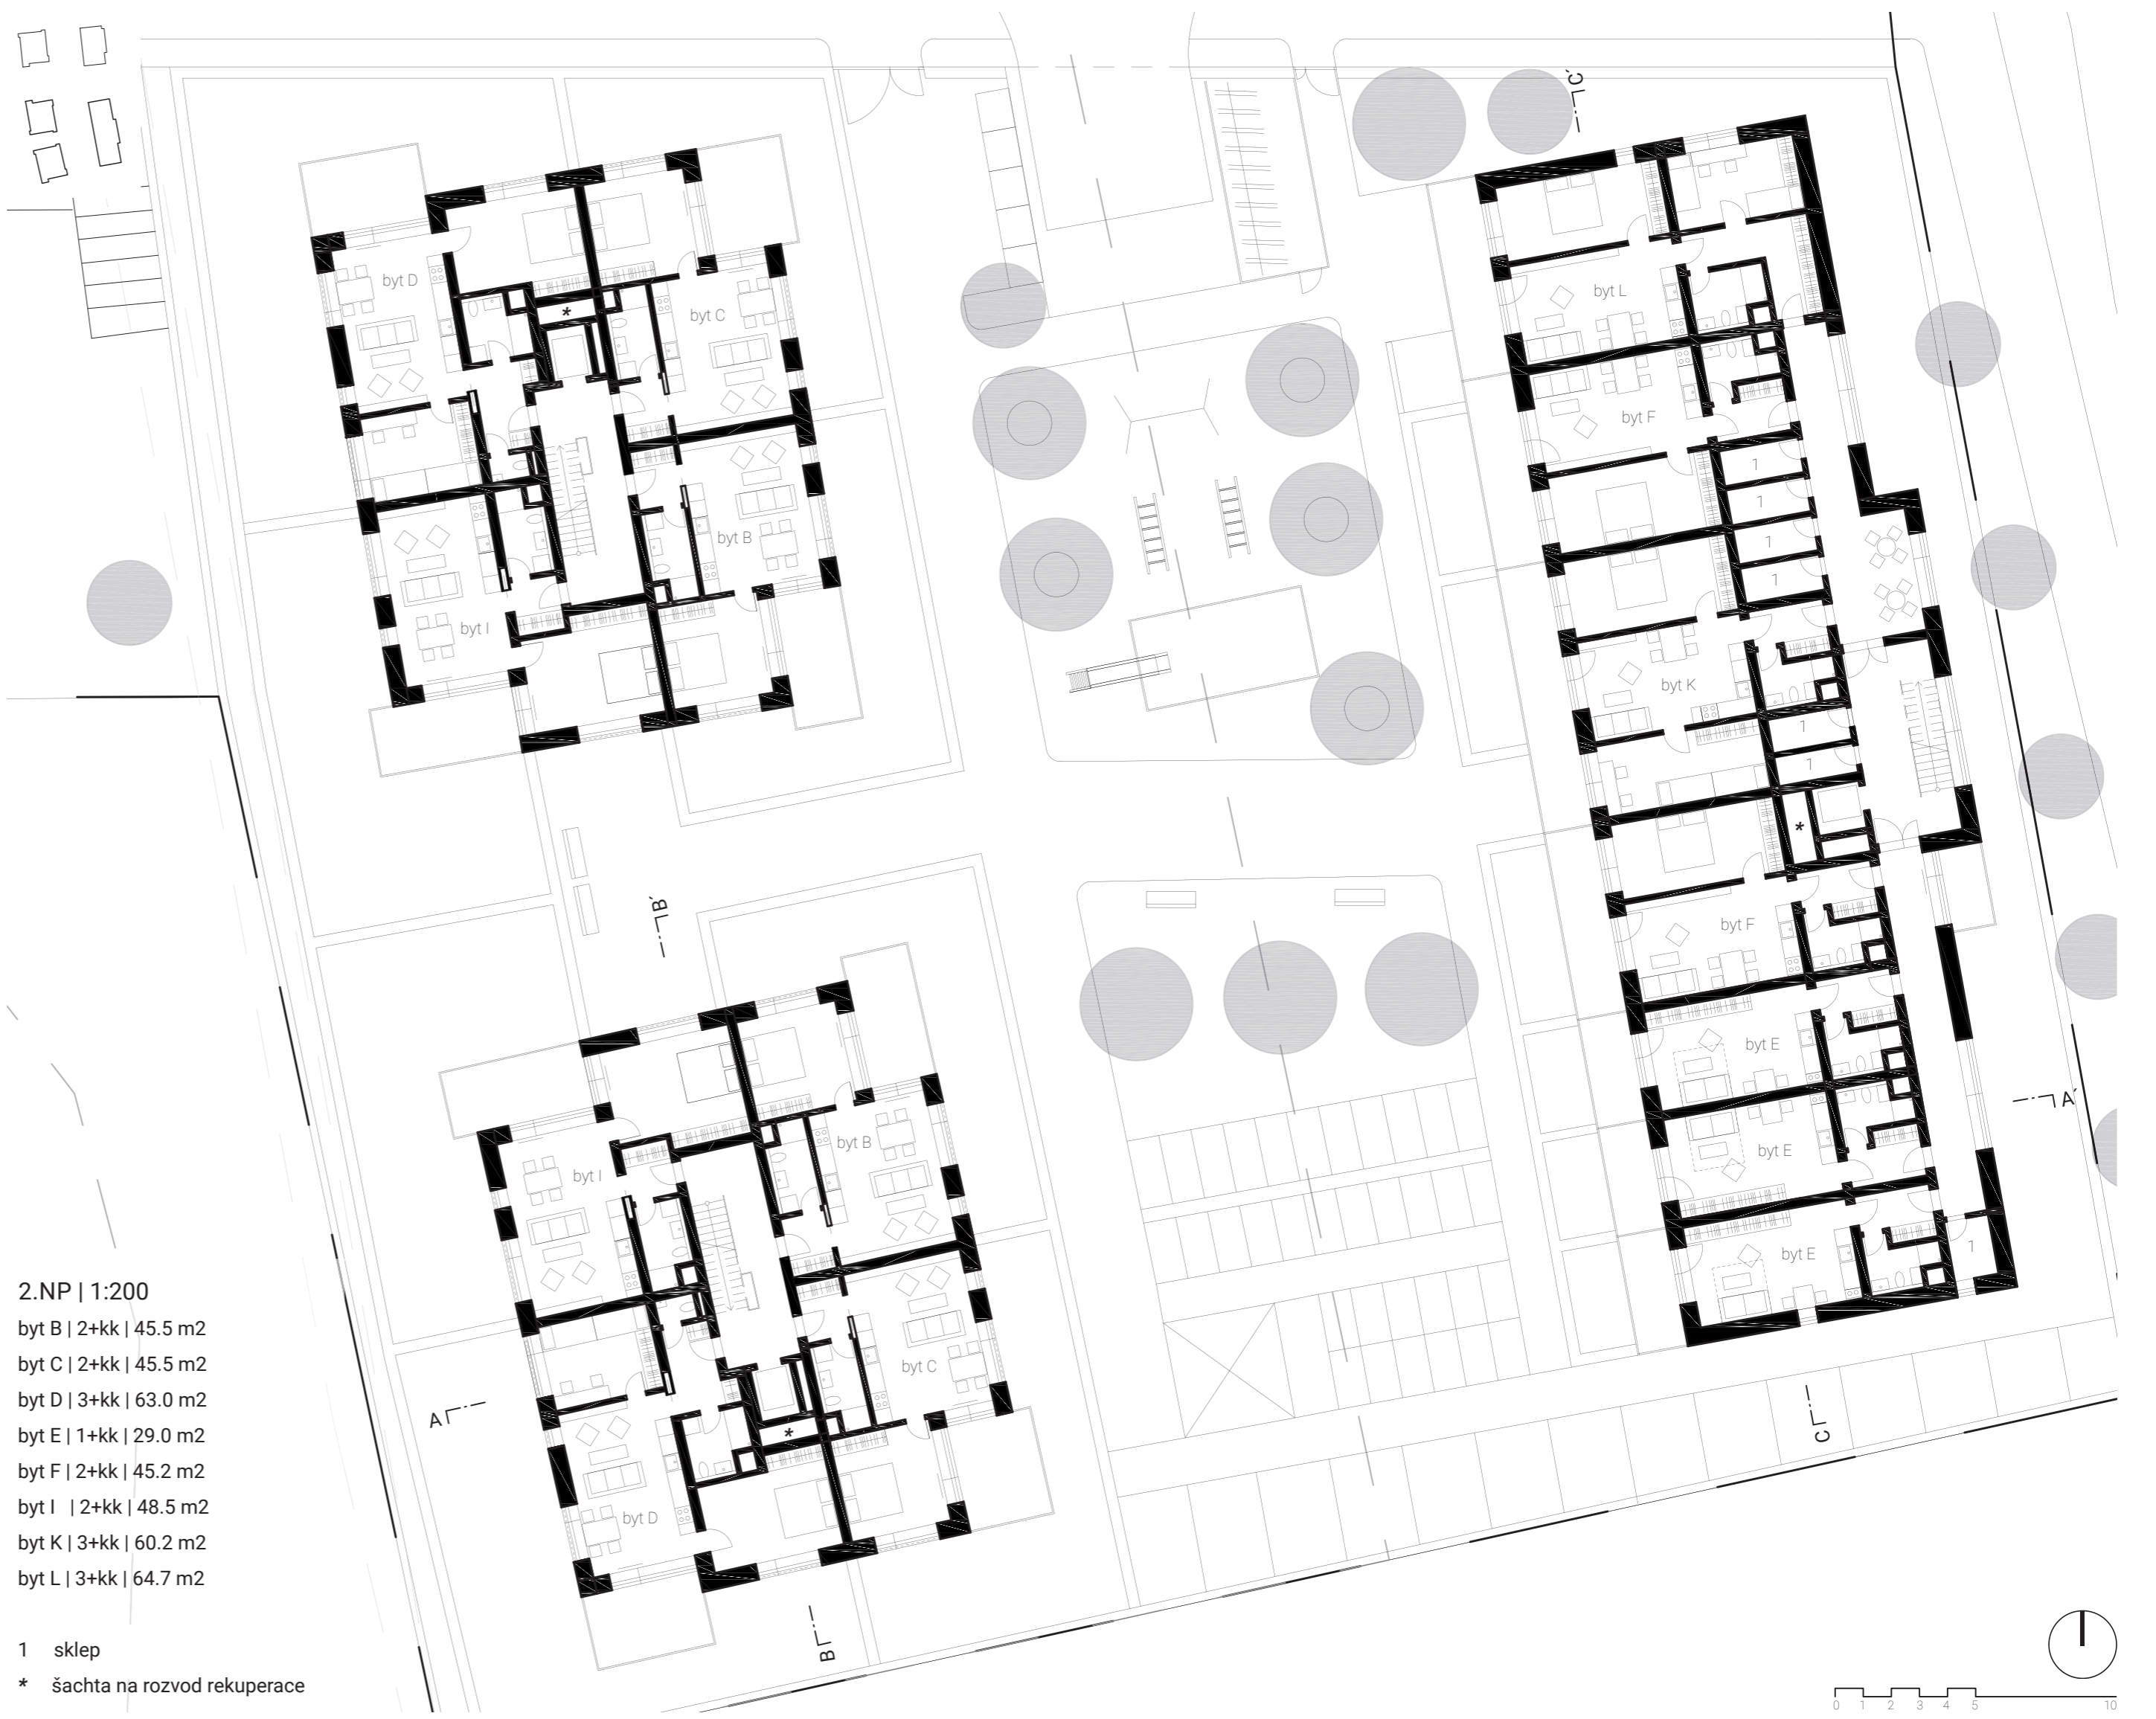 C C´
byt D
byt C
byt L
byt F
1
1
byt B
1
1
byt I
byt K
1
1
B´
byt F
byt E
byt B
A´
byt E
byt I
byt E
1
2.NP | 1:200
byt B | 2+kk | 45.5 m2
byt C | 2+kk | 45.5 m2
byt D | 3+kk | 63.0 m2
byt E | 1+kk | 29.0 m2
byt F | 2+kk | 45.2 m2
byt I | 2+kk | 48.5 m2
byt K | 3+kk | 60.2 m2
byt L | 3+kk | 64.7 m2
byt C
A
C
byt D
B
1 sklep
* šachta na rozvod rekuperace
0 1 2 3 4 5 10